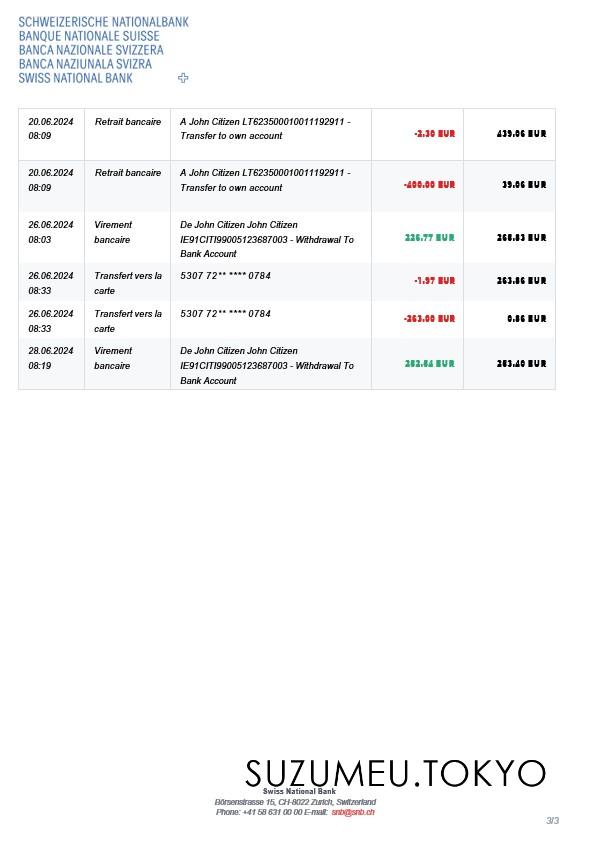 SCHWEIZERISCHE NATIONALBANK
BANQUE NATIONALE SUISSE
BANCA NAZIONALE SVIZZERA
BANCA NAZIUNALA SVIZRA
SWISS NATIONAL BANK
20.06.2024 Retrait bancaire A John Citizen LT623500010011192911 - -2.30 EUR 439.06 EUR
08:09 Transfer to own account
20.06.2024 Retrait bancaire A John Citizen LT623500010011192911 - -400.00 EUR 39.06 EUR
08:09 Transfer to own account
26.06.2024 Virement De John Citizen John Citizen
08:03 bancaire IE91CITI99005123687003 - Withdrawal To 226.77 EUR 265.83 EUR
Bank Account
26.06.2024 Transfert vers la 5307 72** **** 0784 -1.97 EUR 263.86 EUR
08:33 carte
26.06.2024 Transfert vers la 5307 72** **** 0784 -263.00 EUR 0.86 EUR
08:33 carte
28.06.2024 Virement De John Citizen John Citizen
08:19 bancaire IE91CITI99005123687003 - Withdrawal To 252.54 EUR 253.40 EUR
Bank Account
SUZUMEU.TOKYO
Swiss National Bank
Börsenstrasse 15, CH-8022 Zurich, Switzerland
Phone: +41 58 631 00 00 E-mail: snb@snb.ch
3/3